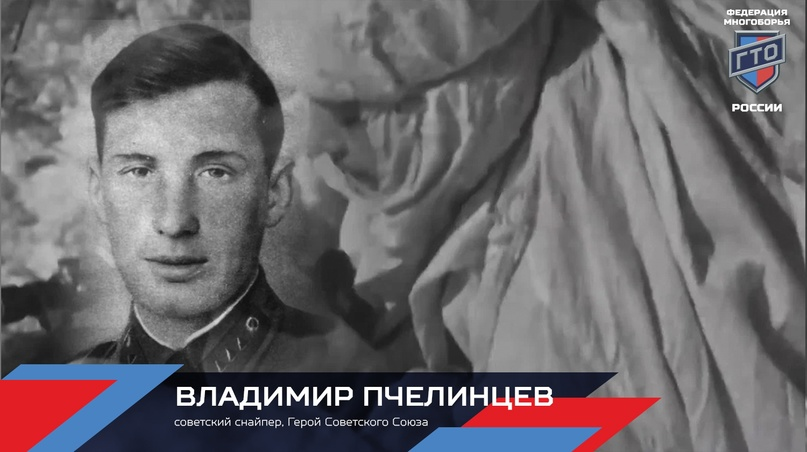 ФЕДЕРАЦИЯ
МНОГОБОРЬЯ
ГТО
РОССИИ
ВЛАДИМИР ПЧЕЛИНЦЕВ
советский снайпер, Герой Советского Союза